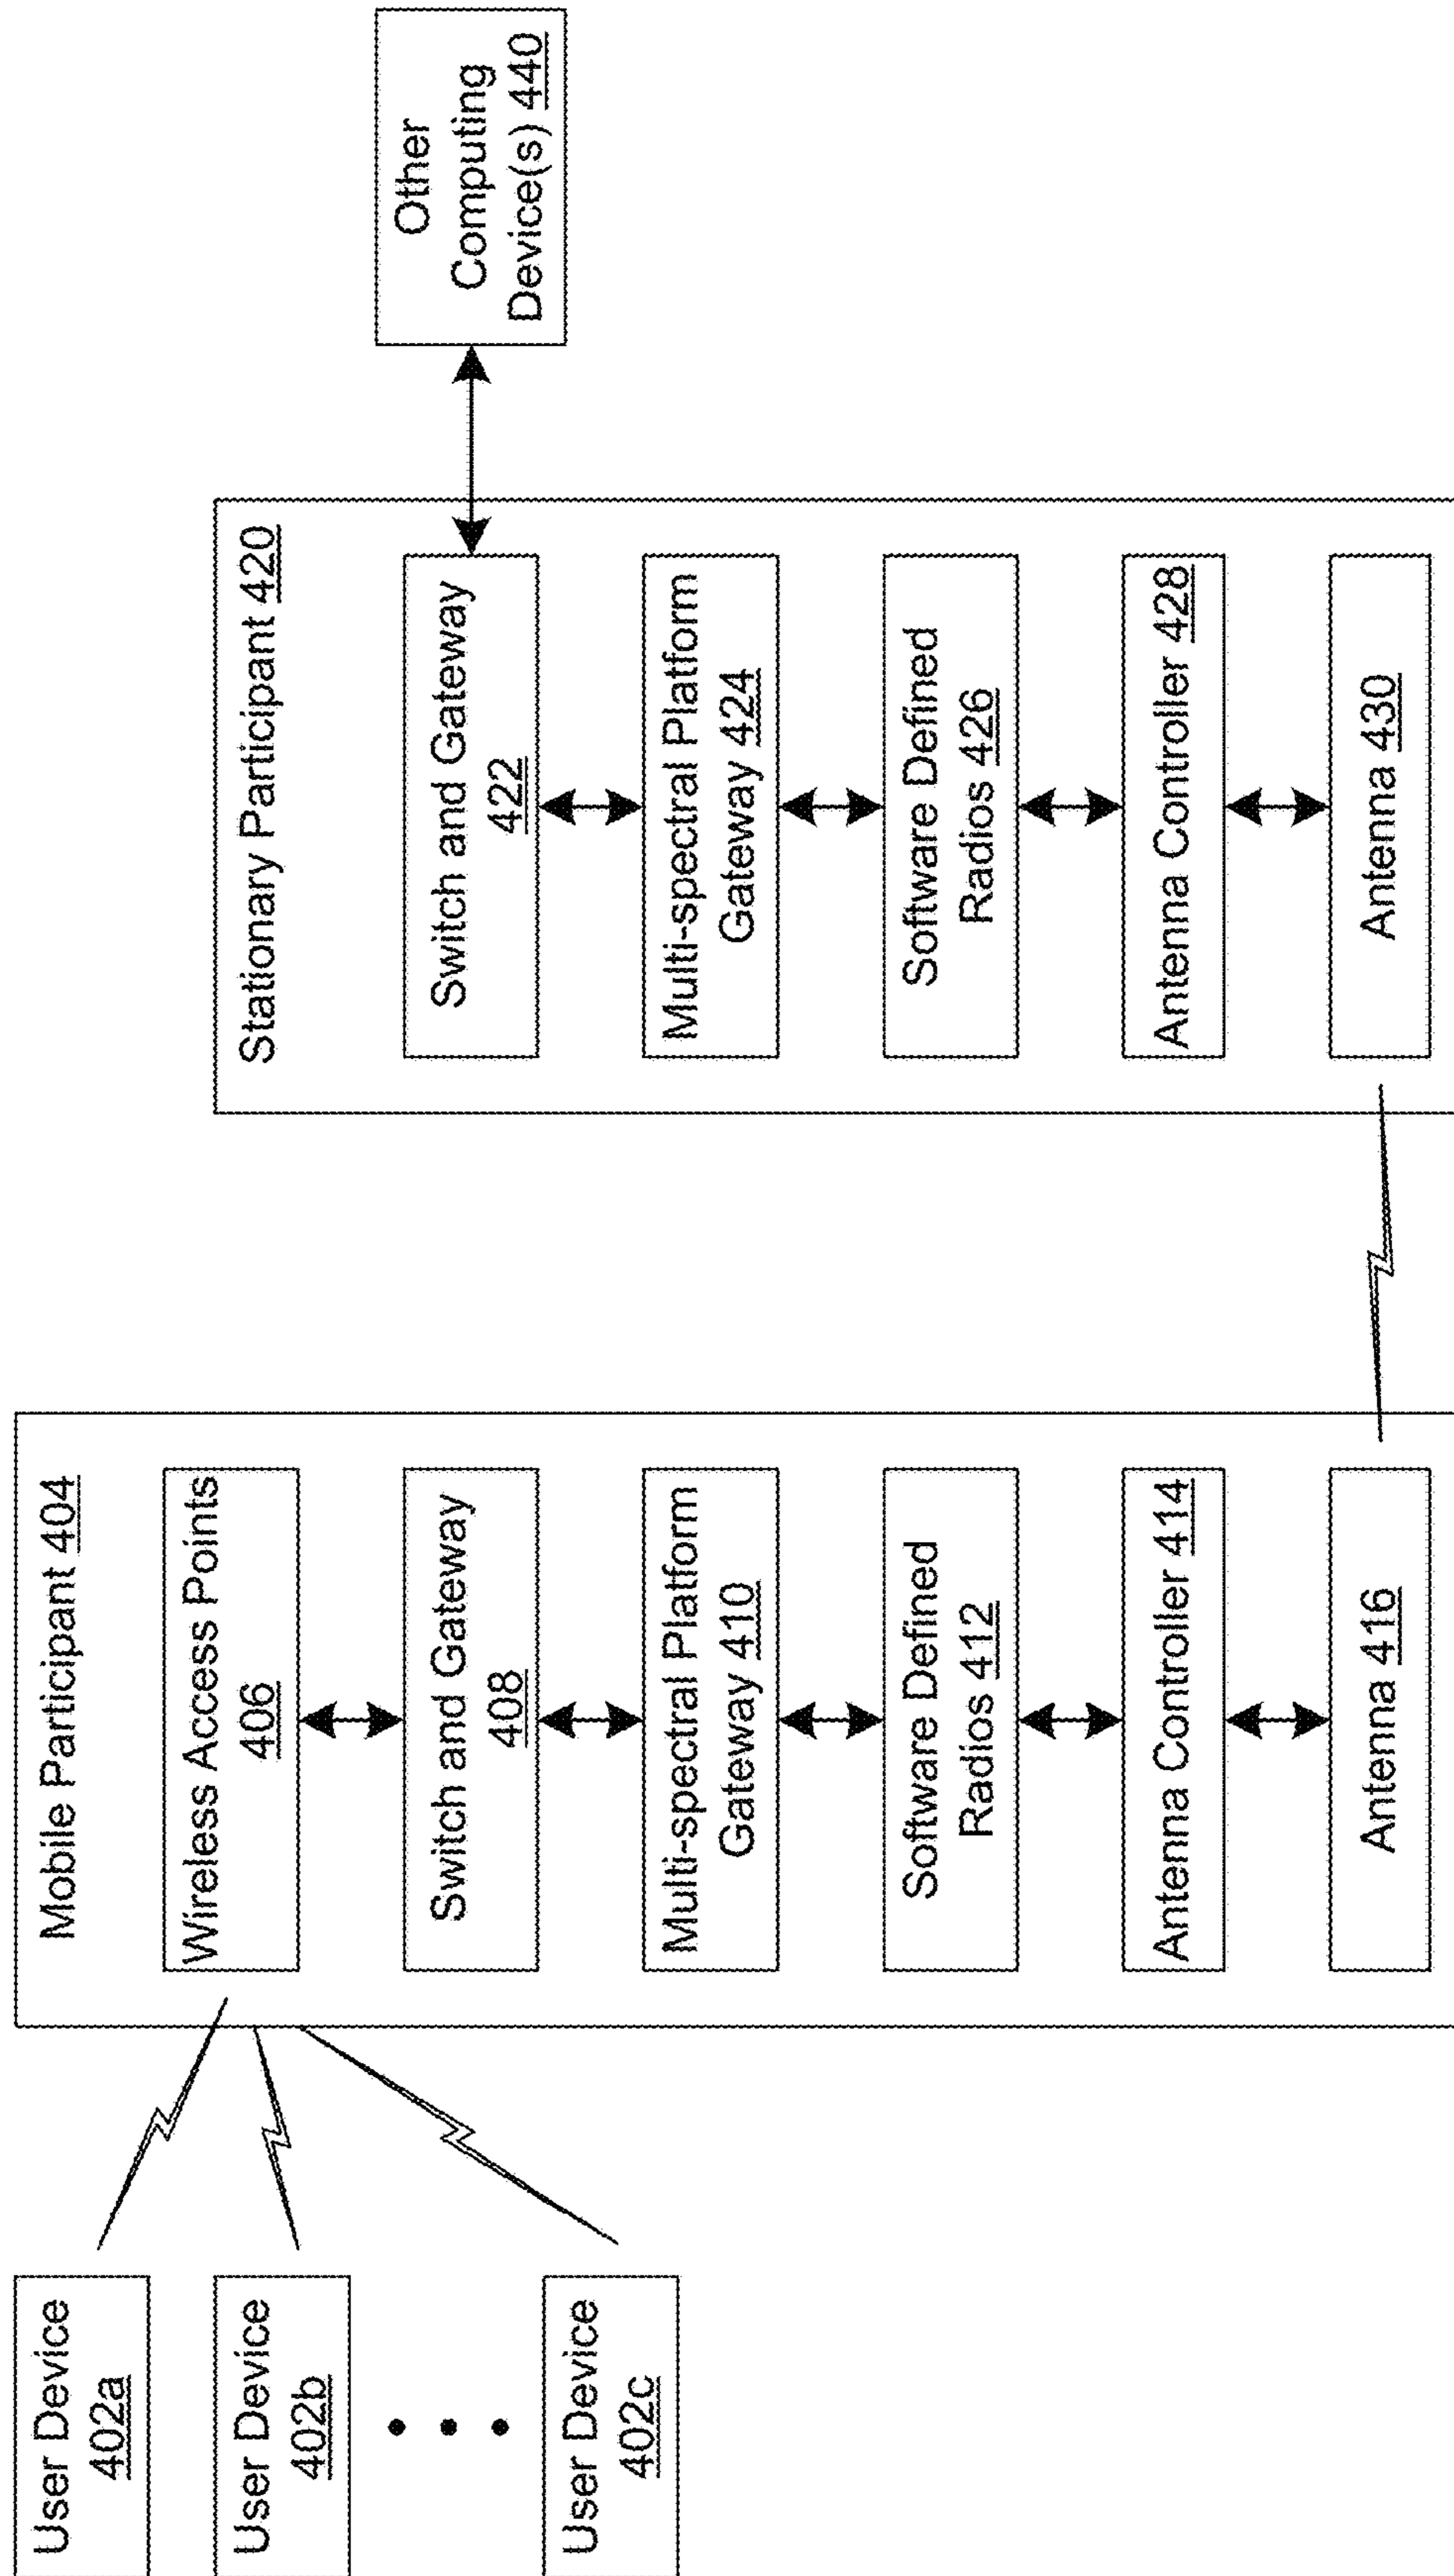 User Device
402a
User Device
402b
User Device
402c
Mobile Participant 404
Wireless Access Points
406
Switch and Gateway
408
Multi-spectral Platform
Gateway 410
Software Defined
Radios 412
Antenna Controller 414
Antenna 416
Stationary Participant 420
Switch and Gateway
422
Multi-spectral Platform
Gateway 424
Software Defined
Radios 426
Antenna Controller 428
Antenna 430
Other
Computing
Device(s) 440